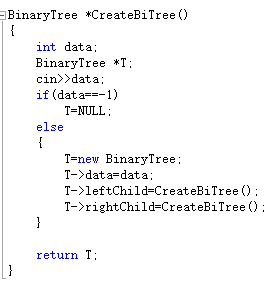 BinaryTree *CreateBiTree()
{
    int data;
    BinaryTree *T;
    cin>>data;
    if(data==-1)
        T=NULL;
    else
    {
        T=new BinaryTree;
        T->data=data;
        T->leftChild=CreateBiTree();
        T->rightChild=CreateBiTree();
    }

    return T;
}